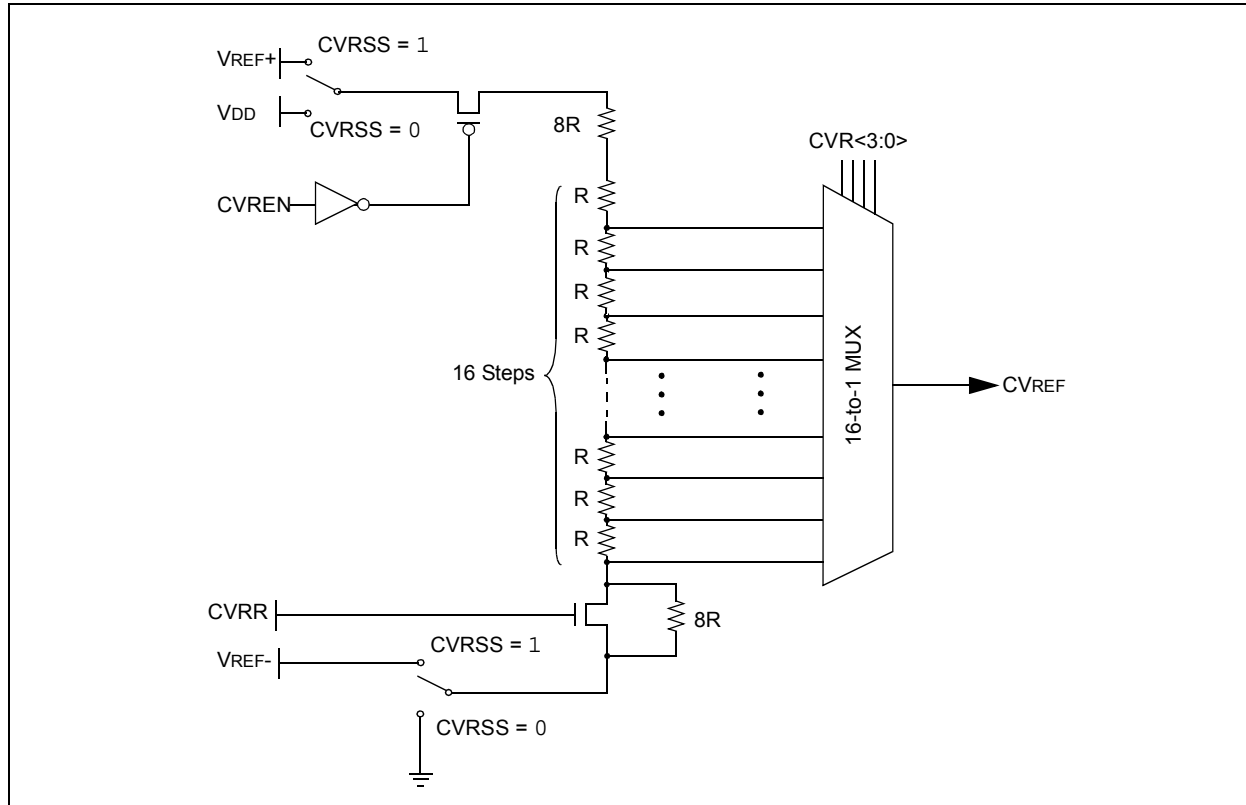 CVRSS = 1
VREF+
VDD
CVRSS = 0
8R
CVR<3:0>
CVREN
R
R
R
R
16 Steps
16-to-1 MUX
CVREF
R
R
R
CVRR
8R
CVRSS = 1
VREF-
CVRSS = 0